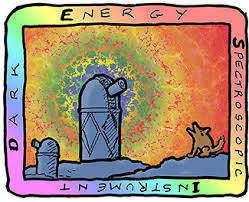 DARK
ENERGY
SPECTROSCOPIC
INSTRUMENT